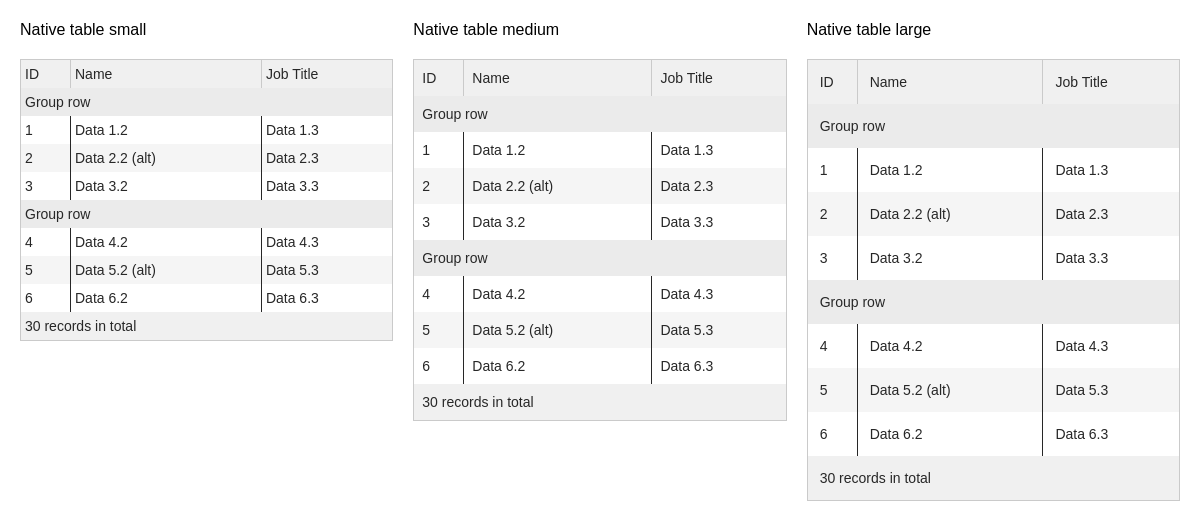 Native table small
ID Name Job Title
Group row
1 Data 1.2 Data 1.3
2 Data 2.2 (alt) Data 2.3
3 Data 3.2 Data 3.3
Group row
4 Data 4.2 Data 4.3
5 Data 5.2 (alt) Data 5.3
6 Data 6.2 Data 6.3
30 records in total
Native table medium
ID Name Job Title
Group row
1 Data 1.2 Data 1.3
2 Data 2.2 (alt) Data 2.3
3 Data 3.2 Data 3.3
Group row
4 Data 4.2 Data 4.3
5 Data 5.2 (alt) Data 5.3
6 Data 6.2 Data 6.3
30 records in total
Native table large
ID Name Job Title
Group row
1 Data 1.2 Data 1.3
2 Data 2.2 (alt) Data 2.3
3 Data 3.2 Data 3.3
Group row
4 Data 4.2 Data 4.3
5 Data 5.2 (alt) Data 5.3
6 Data 6.2 Data 6.3
30 records in total